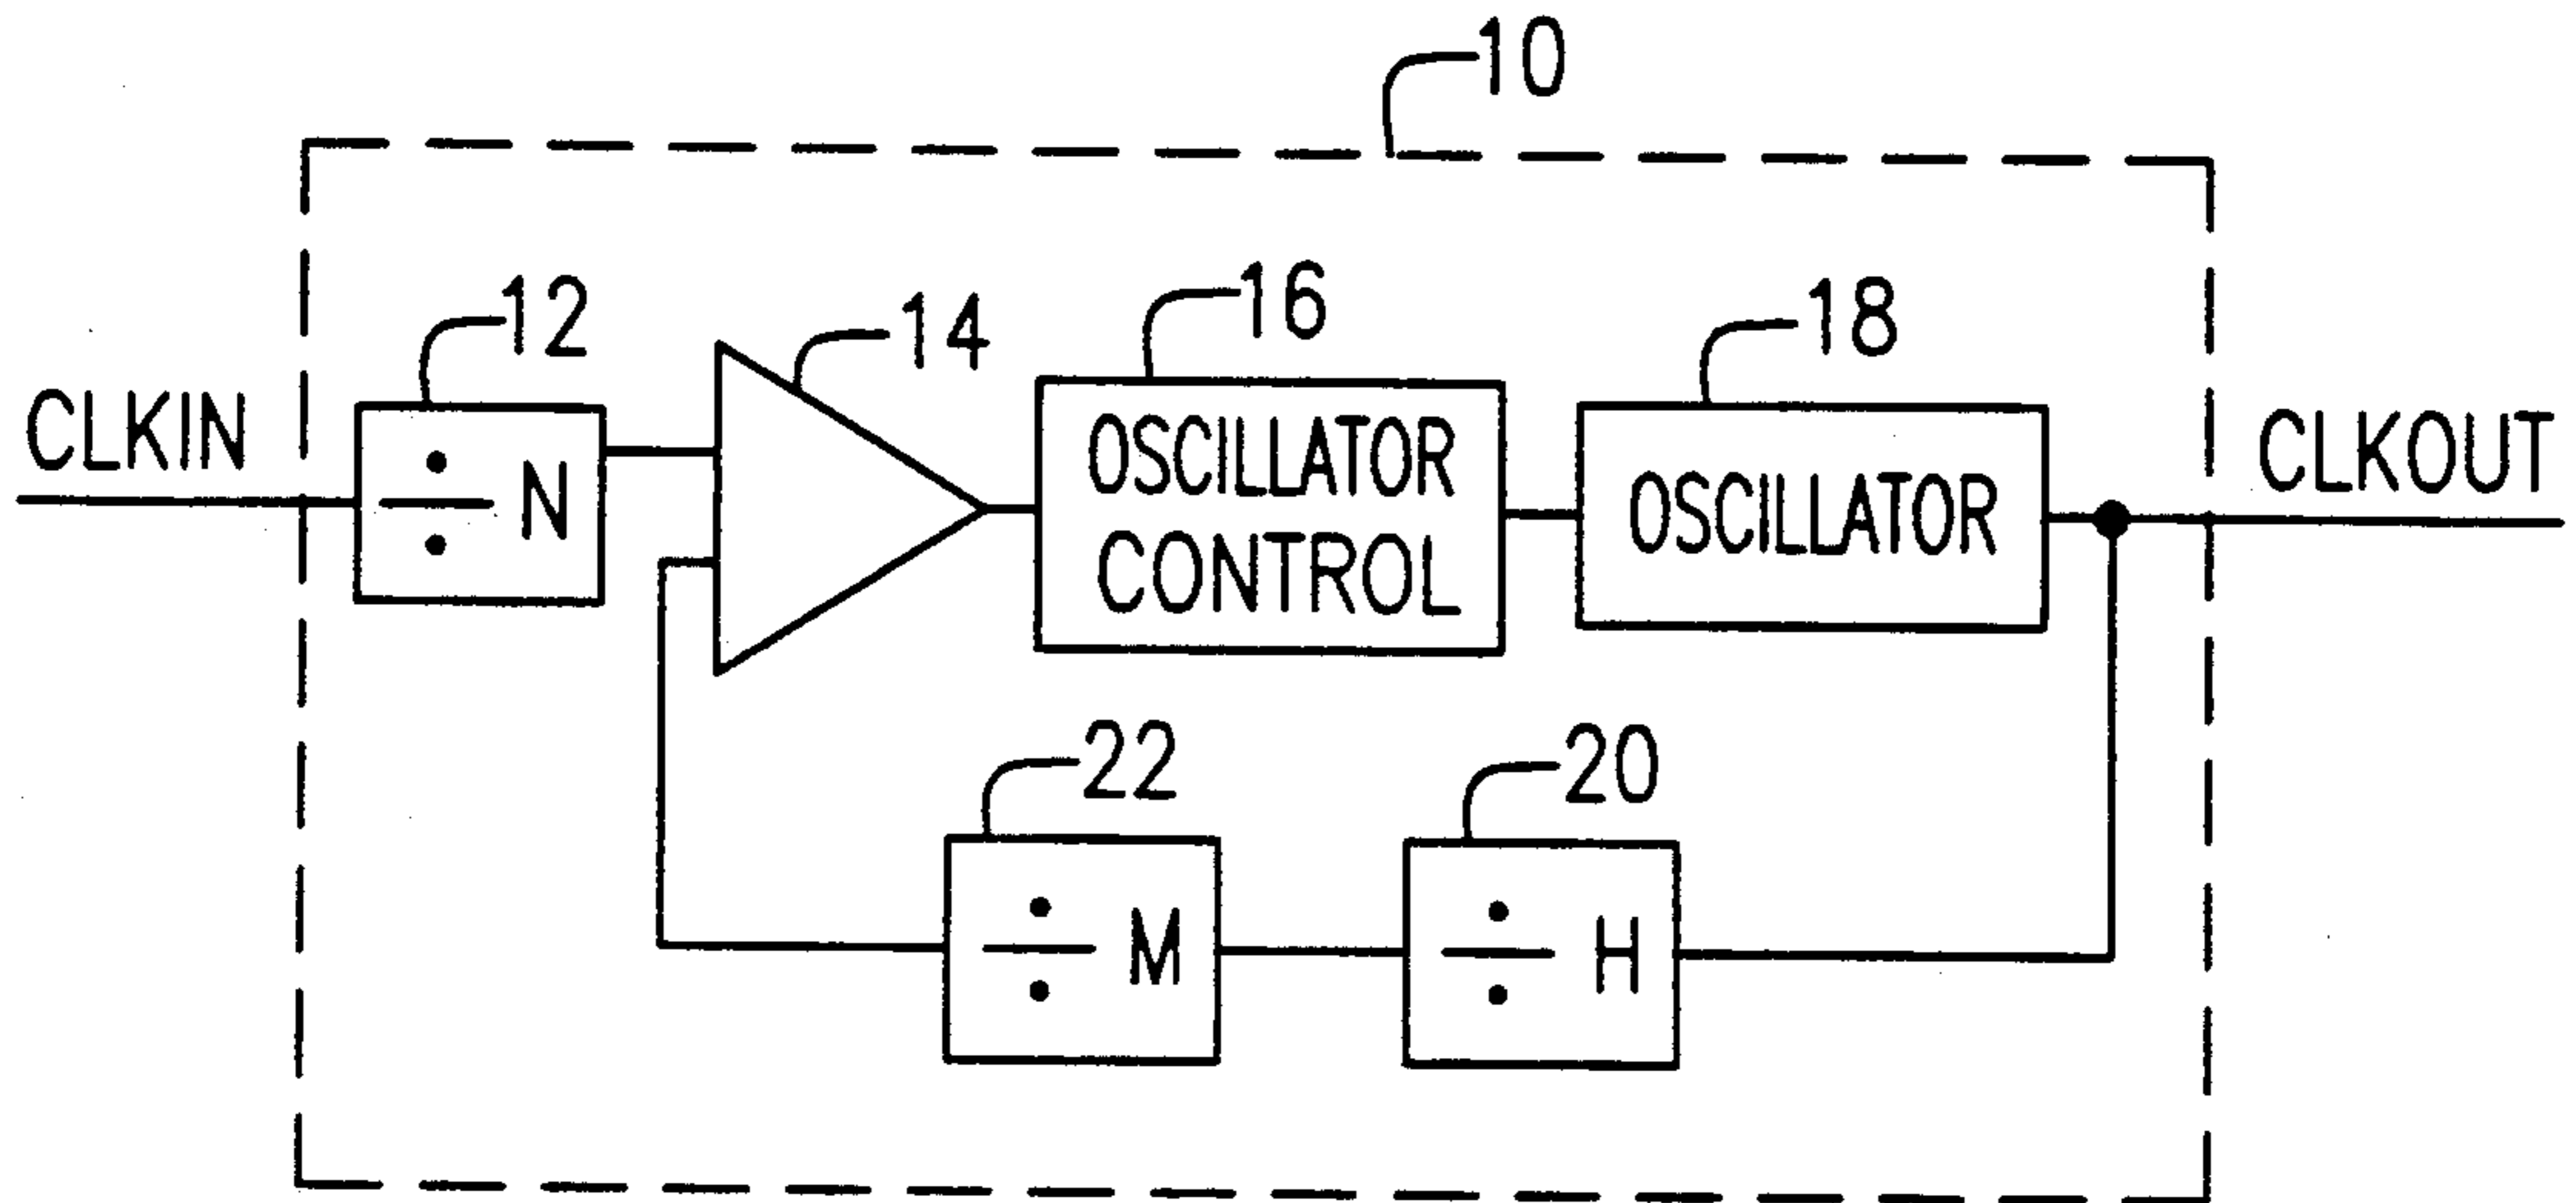 10
12
14
16
18
CLKIN
÷ N
OSCILLATOR
CONTROL
OSCILLATOR
CLKOUT
22
20
÷ M
÷ H